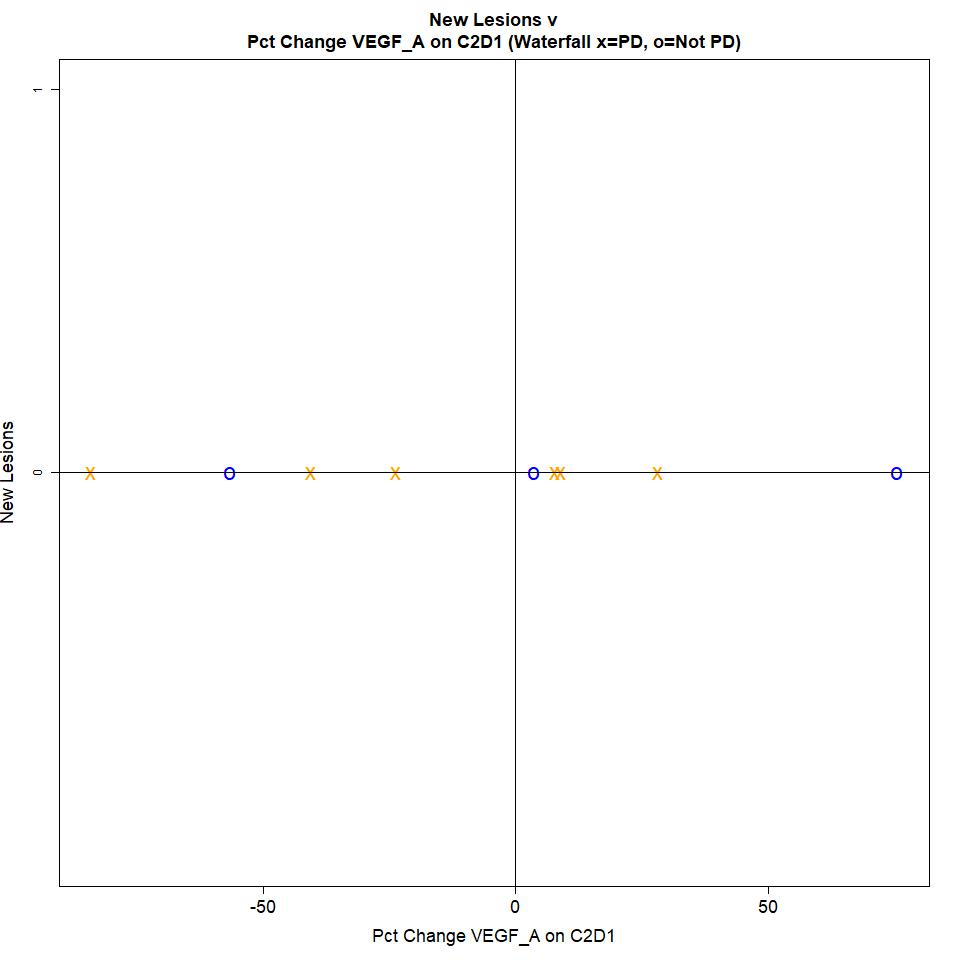 New Lesions v
Pct Change VEGF_A on C2D1 (Waterfall x=PD, o=Not PD)
1
New Lesions
0
x o x x o x x x o
-50 0 50
Pct Change VEGF_A on C2D1